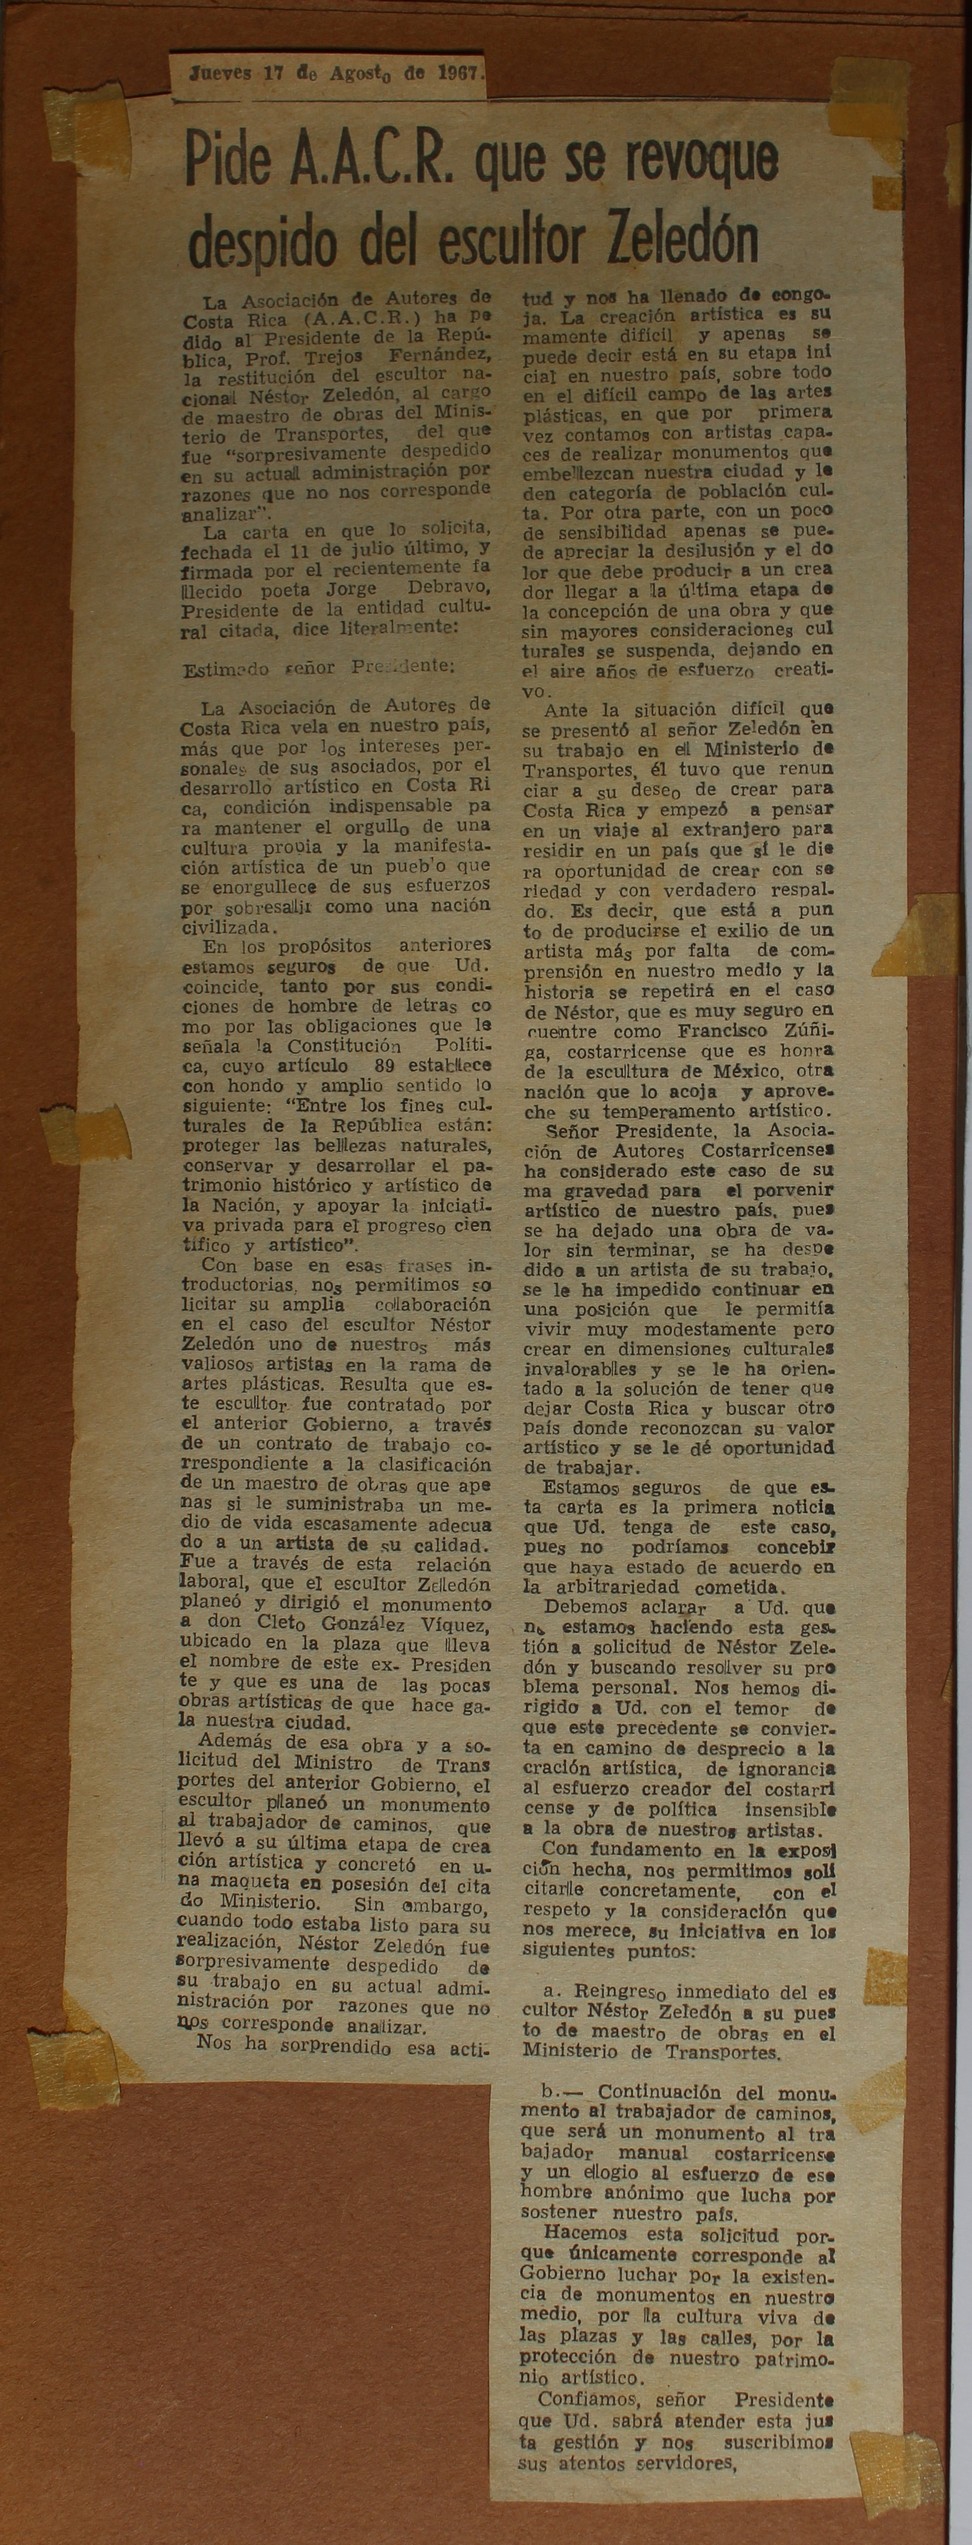 Jueves 17 de Agosto de 1967.
Pide A.A.C.R. que se revoque
despido del escultor Zeledón
La Asociación de Autores de
Costa Rica (A.A.C.R.) ha pe
dido al Presidente de la Repú-
blica, Prof. Trejos Fernández,
la restitución del escultor na-
cional Néstor Zeledón, al cargo
de maestro de obras del Minis-
terio de Transportes, del que
fue "sorpresivamente despedido
en su actuall administración por
razones que no nos corresponde
analizar".
La carta en que lo solicita,
fechada el 11 de julio último, y
firmada por el recientemente fa
llecido poeta Jorge Debravo,
Presidente de la entidad cultu-
ral citada, dice literalmente:
Estimado señor Presidente:
La Asociación de Autores de
Costa Rica vela en nuestro país,
más que por los intereses per-
sonales de sus asociados, por el
desarrollo artístico en Costa Ri
ca, condición indispensable pa
ra mantener el orgullo de una
cultura propia y la manifesta-
ción artística de un pueb'o que
se enorgullece de sus esfuerzos
por sobresalir como una nación
civilizada.
En los propósitos anteriores
estamos seguros de que Ud.
coincide, tanto por sus condi-
ciones de hombre de letras co
mo por las obligaciones que le
señala la Constitución Políti-
ca, cuyo artículo 89 establece
con hondo y amplio sentido lo
siguiente: "Entre los fines cul-
turales de la República están:
proteger las bellezas naturales,
conservar y desarrollar el pa-
trimonio histórico y artístico de
la Nación, y apoyar la iniciati-
va privada para el progreso cien
tífico y artístico".
Con base en esas frases in-
troductorias, nos permitimos so
licitar su amplia collaboración
en el caso del escultor Néstor
Zeledón uno de nuestros más
valiosos artistas en la rama de
artes plásticas. Resulta que es-
te escultor fue contratado por
el anterior Gobierno, a través
de un contrato de trabajo co-
rrespondiente a la clasificación
de un maestro de obras que ape
nas si le suministraba un me-
dio de vida escasamente adecua
do a un artista de su calidad.
Fue a través de esta relación
laboral, que el escultor Zelledón
planeó y dirigió el monumento
a don Cleto González Víquez,
ubicado en la plaza que lleva
el nombre de este ex- Presiden
te y que es una de las pocas
obras artísticas de que hace ga-
la nuestra ciudad.
Además de esa obra y a so-
licitud del Ministro de Trans
portes del anterior Gobierno, el
escultor planeó un monumento
al trabajador de caminos, que
llevó a su última etapa de crea
ción artística y concretó en u-
na maqueta en posesión del cita
do Ministerio. Sin embargo,
cuando todo estaba listo para su
realización, Néstor Zeledón fue
sorpresivamente despedido de
su trabajo en su actual admi-
nistración por razones que no
nos corresponde analizar.
Nos ha sorprendido esa acti-
tud y nos ha llenado de congo-
ja. La creación artística es su
mamente difícil y apenas se
puede decir está en su etapa ini
cial en nuestro país, sobre todo
en el difícil campo de las artes
plásticas, en que por primera
vez contamos con artistas capa-
ces de realizar monumentos que
embellezcan nuestra ciudad y le
den categoría de población cul-
ta. Por otra parte, con un poco
de sensibilidad apenas se pue-
de apreciar la desilusión y el do
lor que debe producir a un crea
dor llegar a la última etapa de
la concepción de una obra y que
sin mayores consideraciones cul
turales se suspenda, dejando en
el aire años de esfuerzo creati-
vo.
Ante la situación difícil que
se presentó al señor Zeledón en
su trabajo en ell Ministerio de
Transportes, él tuvo que renun
ciar a su deseo de crear para
Costa Rica y empezó a pensar
en un viaje al extranjero para
residir en un país que sí le die
ra oportunidad de crear con se
riedad y con verdadero respal-
do. Es decir, que está a pun
to de producirse el exilio de un
artista más por falta de com-
prensión en nuestro medio y la
historia se repetirá en el caso
de Néstor, que es muy seguro en
cuentre como Francisco Zúñi-
ga, costarricense que es honra
de la escultura de México, otra
nación que lo acoja y aprove-
che su temperamento artístico.
Señor Presidente, la Asocia-
ción de Autores Costarricenses
ha considerado este caso de su
ma gravedad para el porvenir
artístico de nuestro país, pues
se ha dejado una obra de va-
lor sin terminar, se ha despe
dido a un artista de su trabajo,
se le ha impedido continuar en
una posición que le permitía
vivir muy modestamente pero
crear en dimensiones culturales
invalorables y se le ha orien-
tado a la solución de tener que
dejar Costa Rica y buscar otro
país donde reconozcan su valor
artístico y se le dé oportunidad
de trabajar.
Estamos seguros de que es-
ta carta es la primera noticia
que Ud. tenga de este caso,
pues no podríamos concebir
que haya estado de acuerdo en
la arbitrariedad cometida.
Debemos aclarar a Ud. que
no estamos haciendo esta ges-
tión a solicitud de Néstor Zele-
dón y buscando resollver su pro
blema personal. Nos hemos di-
rigido a Ud. con el temor de
que este precedente se convier-
ta en camino de desprecio a la
cración artística, de ignorancia
al esfuerzo creador del costarri
cense y de política insensible
a la obra de nuestros artistas.
Con fundamento en la exposi
ción hecha, nos permitimos soli
citarlle concretamente, con el
respeto y la consideración que
nos merece, su iniciativa en los
siguientes puntos:
a. Reingreso inmediato del es
cultor Néstor Zeledón a su pues
to de maestro de obras en el
Ministerio de Transportes.
b.— Continuación del monu-
mento al trabajador de caminos,
que será un monumento al tra
bajador manual costarricense
y un ellogio al esfuerzo de ese
hombre anónimo que lucha por
sostener nuestro país.
Hacemos esta solicitud por-
que únicamente corresponde al
Gobierno luchar por la existen-
cia de monumentos en nuestro
medio, por lla cultura viva de
las plazas y las calles, por la
protección de nuestro patrimo-
nio artístico.
Confiamos, señor Presidente
que Ud. sabrá atender esta jus
ta gestión y nos suscribimos
sus atentos servidores,